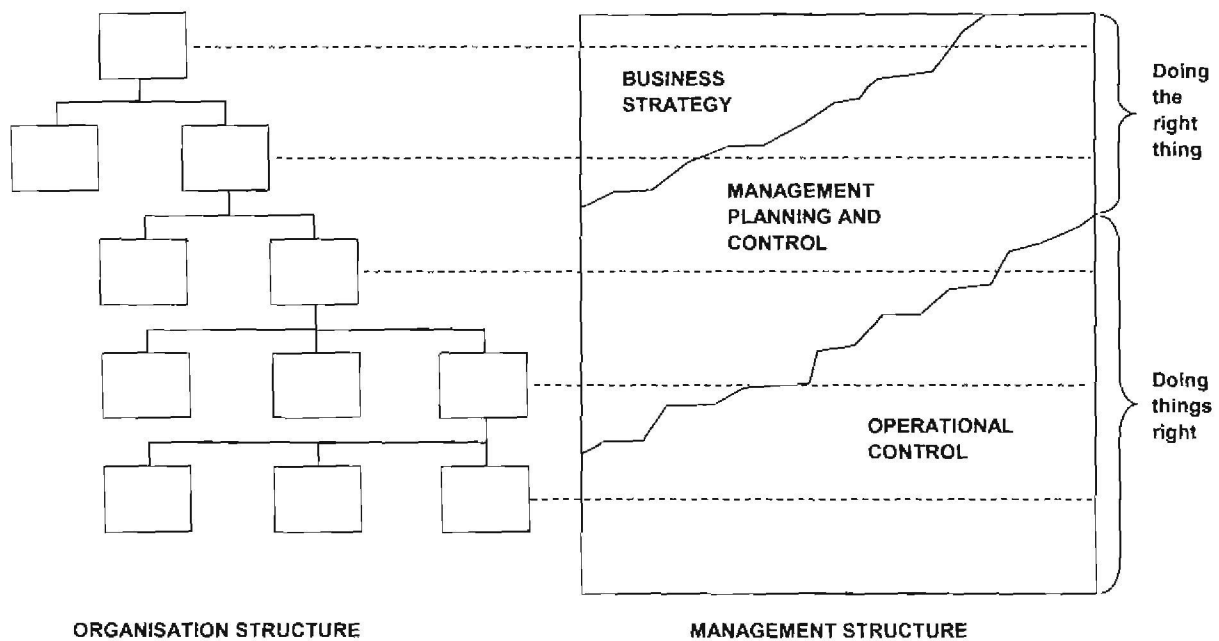 BUSINESS
STRATEGY
Doing
the
right
thing
MANAGEMENT
PLANNING AND
CONTROL
Doing
things
right
OPERATIONAL
CONTROL
ORGANISATION STRUCTURE
MANAGEMENT STRUCTURE